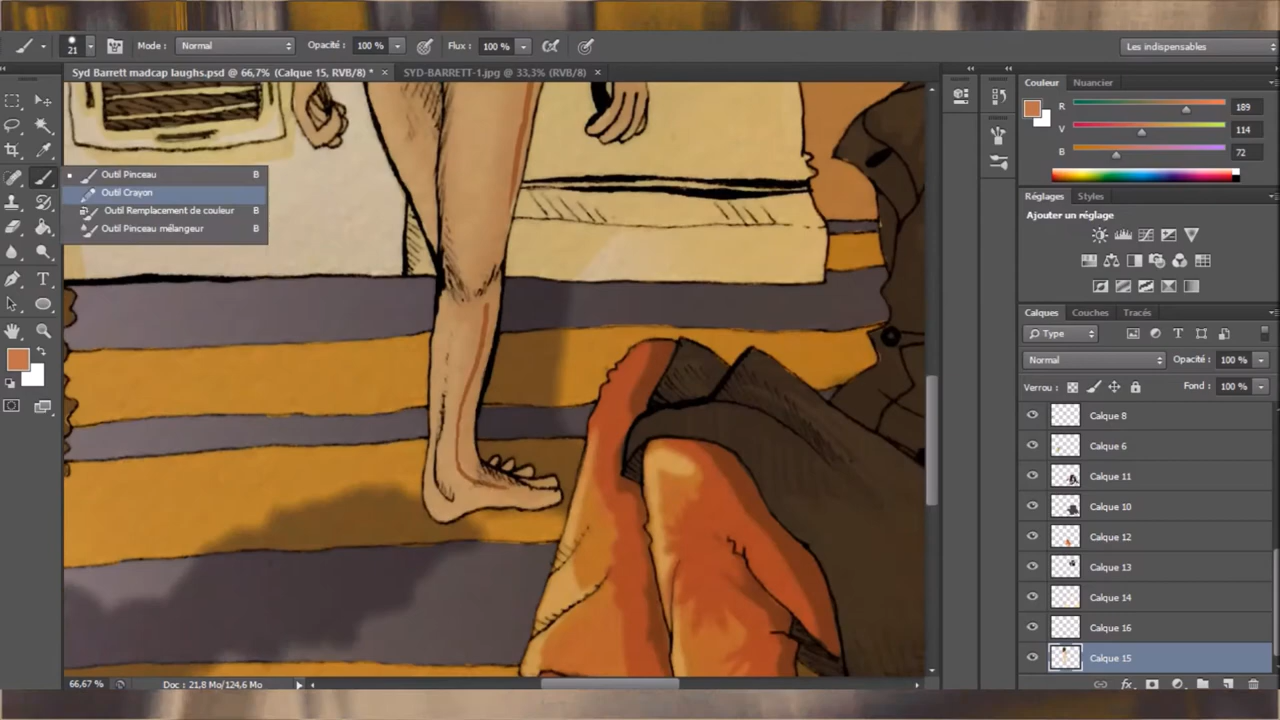 21
Mode :
Normal
Opacité :
100 %
Flux :
100 %
Les indispensables
Syd Barrett madcap laughs.psd @ 66,7% (Calque 15, RVB/8) *
SYD-BARRETT-1.jpg @ 33,3% (RVB/8)
Outil Pinceau B
Outil Crayon
Outil Remplacement de couleur B
Outil Pinceau mélangeur B
Couleur
Nuancier
R
189
V
114
B
72
Réglages
Styles
Ajouter un réglage
Calques
Couches
Tracés
Type
Normal
Opacité :
100 %
Verrou :
Fond :
100 %
Calque 8
Calque 6
Calque 11
Calque 10
Calque 12
Calque 13
Calque 14
Calque 16
Calque 15
fx
66,67 %
Doc : 21,8 Mo/124,6 Mo